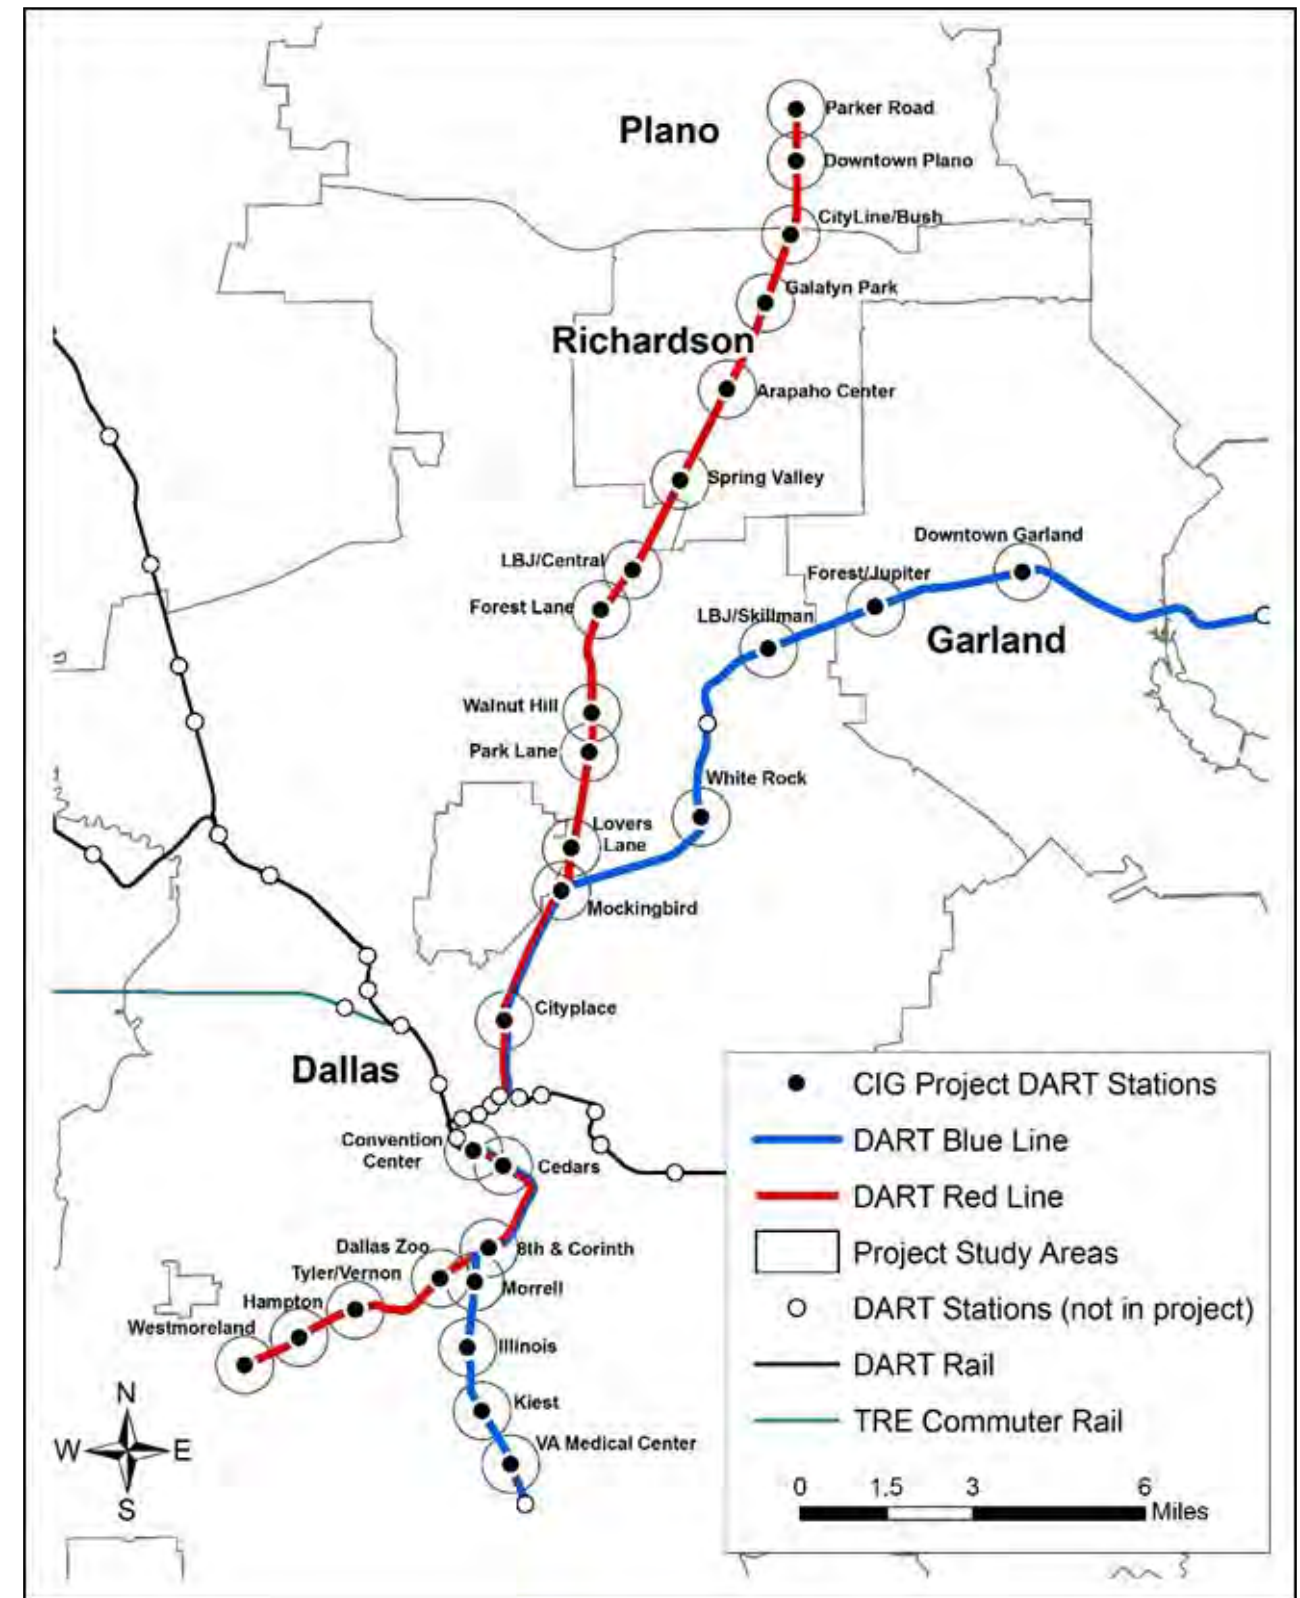 Plano
Parker Road
Downtown Plano
CityLine/Bush
Galatyn Park
Richardson
Arapaho Center
Spring Valley
Downtown Garland
LBJ/Central
Forest/Jupiter
Forest Lane
LBJ/Skillman
Garland
Walnut Hill
Park Lane
White Rock
Lovers
Lane
Mockingbird
Cityplace
Dallas
Convention
Center
Cedars
Dallas Zoo
8th & Corinth
Tyler/Vernon
Morrell
Hampton
Westmoreland
Illinois
Kiest
VA Medical Center
N
W E
S
CIG Project DART Stations
DART Blue Line
DART Red Line
Project Study Areas
DART Stations (not in project)
DART Rail
TRE Commuter Rail
0 1.5 3 6
Miles